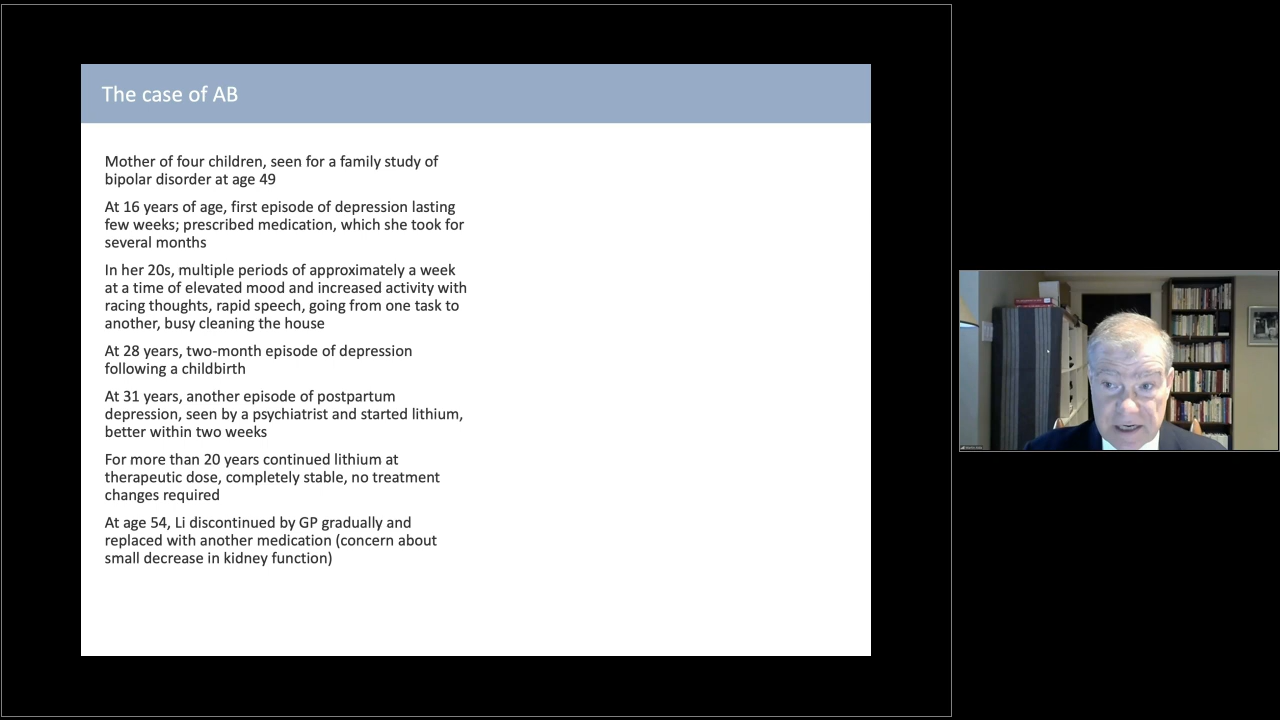 The case of AB
Mother of four children, seen for a family study of
bipolar disorder at age 49
At 16 years of age, first episode of depression lasting
few weeks; prescribed medication, which she took for
several months
In her 20s, multiple periods of approximately a week
at a time of elevated mood and increased activity with
racing thoughts, rapid speech, going from one task to
another, busy cleaning the house
At 28 years, two-month episode of depression
following a childbirth
At 31 years, another episode of postpartum
depression, seen by a psychiatrist and started lithium,
better within two weeks
For more than 20 years continued lithium at
therapeutic dose, completely stable, no treatment
changes required
At age 54, Li discontinued by GP gradually and
replaced with another medication (concern about
small decrease in kidney function)